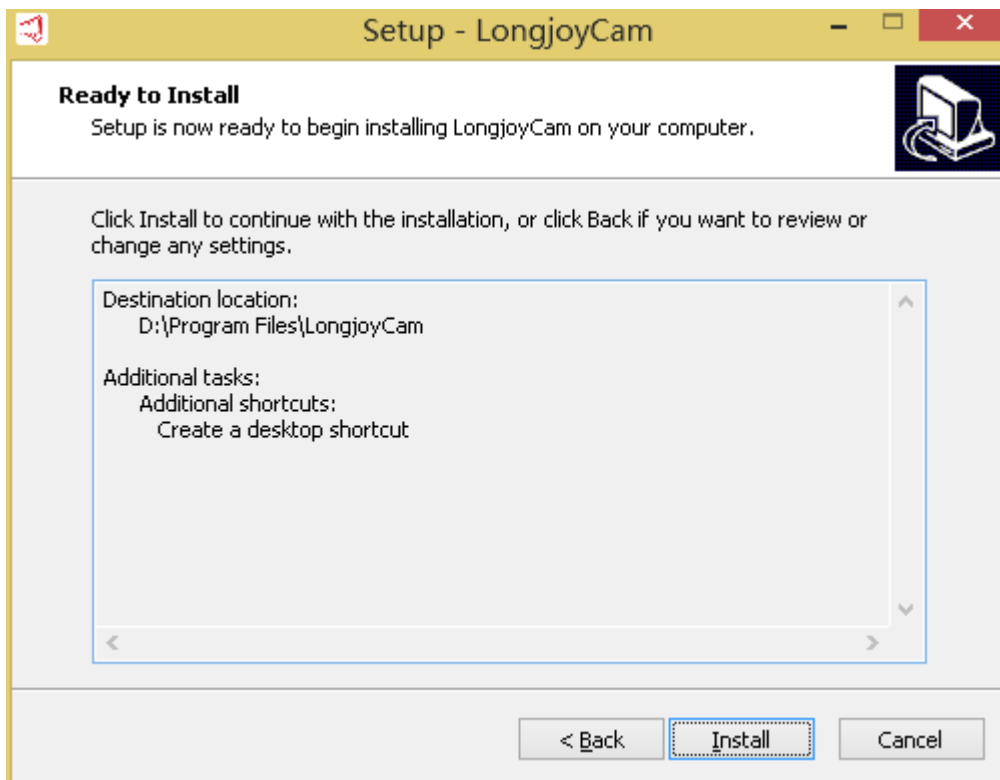 Setup - LongjoyCam
Ready to Install
Setup is now ready to begin installing LongjoyCam on your computer.
Click Install to continue with the installation, or click Back if you want to review or
change any settings.
Destination location:
D:\Program Files\LongjoyCam
Additional tasks:
Additional shortcuts:
Create a desktop shortcut
< Back
Install
Cancel